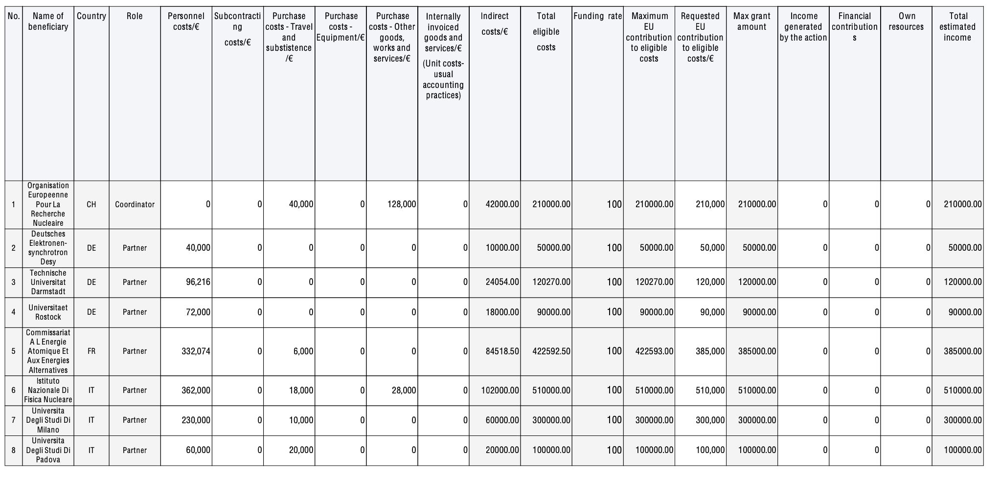 No.
Name of
beneficiary
Country
Role
Personnel
costs/€
Subcontracti
ng
costs/€
Purchase
costs - Travel
and
substistence
/€
Purchase
costs -
Equipment/€
Purchase
costs - Other
goods,
works and
services/€
Internally
invoiced
goods and
services/€
(Unit costs-
usual
accounting
practices)
Indirect
costs/€
Total
eligible
costs
Funding rate
Maximum
EU
contribution
to eligible
costs
Requested
EU
contribution
to eligible
costs/€
Max grant
amount
Income
generated
by the action
Financial
contribution
s
Own
resources
Total
estimated
income
1
Organisation
Europeenne
Pour La
Recherche
Nucleaire
CH
Coordinator
0
0
40,000
0
128,000
0
42000.00
210000.00
100
210000.00
210,000
210000.00
0
0
0
210000.00
2
Deutsches
Elektronen-
synchrotron
Desy
DE
Partner
40,000
0
0
0
0
0
10000.00
50000.00
100
50000.00
50,000
50000.00
0
0
0
50000.00
3
Technische
Universitat
Darmstadt
DE
Partner
96,216
0
0
0
0
0
24054.00
120270.00
100
120270.00
120,000
120000.00
0
0
0
120000.00
4
Universitaet
Rostock
DE
Partner
72,000
0
0
0
0
0
18000.00
90000.00
100
90000.00
90,000
90000.00
0
0
0
90000.00
5
Commissariat
A L Energie
Atomique Et
Aux Energies
Alternatives
FR
Partner
332,074
0
6,000
0
0
0
84518.50
422592.50
100
422593.00
385,000
385000.00
0
0
0
385000.00
6
Istituto
Nazionale Di
Fisica Nucleare
IT
Partner
362,000
0
18,000
0
28,000
0
102000.00
510000.00
100
510000.00
510,000
510000.00
0
0
0
510000.00
7
Universita
Degli Studi Di
Milano
IT
Partner
230,000
0
10,000
0
0
0
60000.00
300000.00
100
300000.00
300,000
300000.00
0
0
0
300000.00
8
Universita
Degli Studi Di
Padova
IT
Partner
60,000
0
20,000
0
0
0
20000.00
100000.00
100
100000.00
100,000
100000.00
0
0
0
100000.00